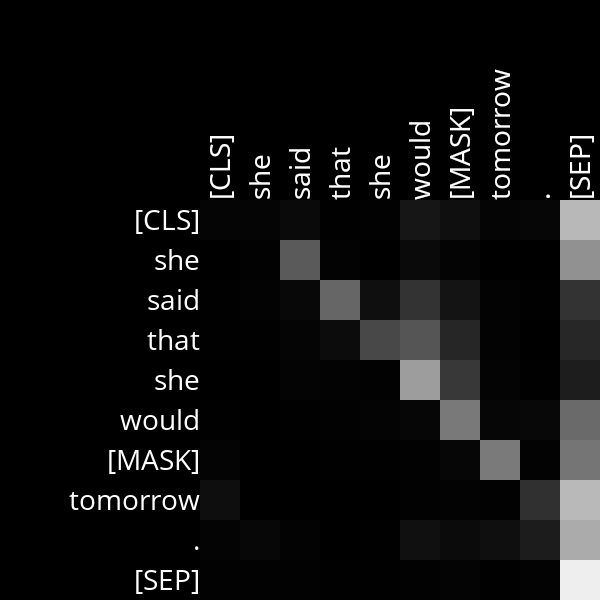 [CLS]
she
said
that
she
would
[MASK]
tomorrow
.
[SEP]
[CLS]
she
said
that
she
would
[MASK]
tomorrow
.
[SEP]